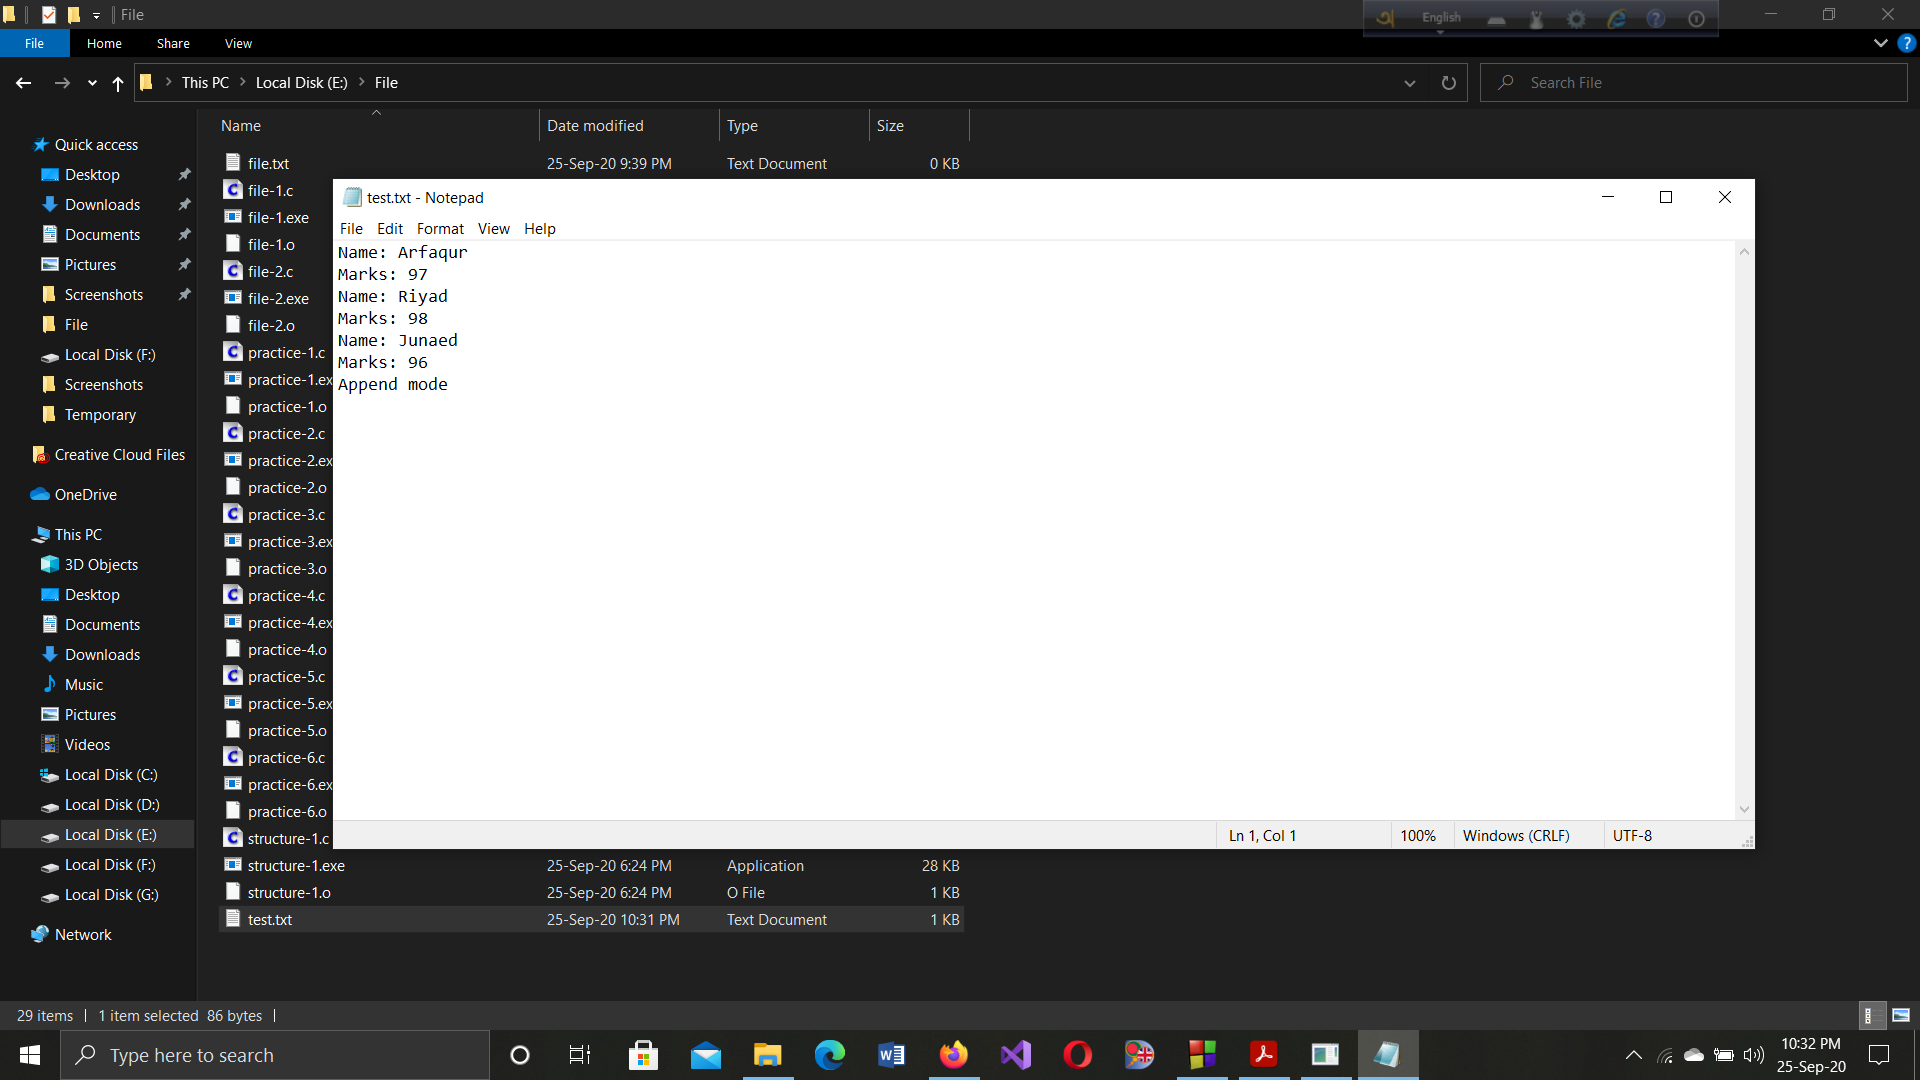 File
English
File
Home
Share
View
This PC
Local Disk (E:)
File
Search File
Name
Date modified
Type
Size
Quick access
Desktop
Downloads
Documents
Pictures
Screenshots
File
Local Disk (F:)
Screenshots
Temporary
Creative Cloud Files
OneDrive
This PC
3D Objects
Desktop
Documents
Downloads
Music
Pictures
Videos
Local Disk (C:)
Local Disk (D:)
Local Disk (E:)
Local Disk (F:)
Local Disk (G:)
Network
file.txt 25-Sep-20 9:39 PM Text Document 0 KB
file-1.c
file-1.exe
file-1.o
file-2.c
file-2.exe
file-2.o
practice-1.c
practice-1.ex
practice-1.o
practice-2.c
practice-2.ex
practice-2.o
practice-3.c
practice-3.ex
practice-3.o
practice-4.c
practice-4.ex
practice-4.o
practice-5.c
practice-5.ex
practice-5.o
practice-6.c
practice-6.ex
practice-6.o
structure-1.c
structure-1.exe 25-Sep-20 6:24 PM Application 28 KB
structure-1.o 25-Sep-20 6:24 PM O File 1 KB
test.txt 25-Sep-20 10:31 PM Text Document 1 KB
test.txt - Notepad
File Edit Format View Help
Name: Arfaqur
Marks: 97
Name: Riyad
Marks: 98
Name: Junaed
Marks: 96
Append mode
Ln 1, Col 1
100%
Windows (CRLF)
UTF-8
29 items
1 item selected 86 bytes
Type here to search
10:32 PM
25-Sep-20